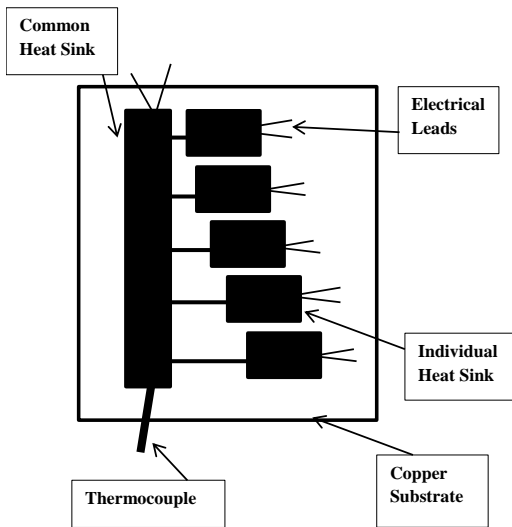 Common
Heat Sink
Electrical
Leads
Individual
Heat Sink
Copper
Substrate
Thermocouple